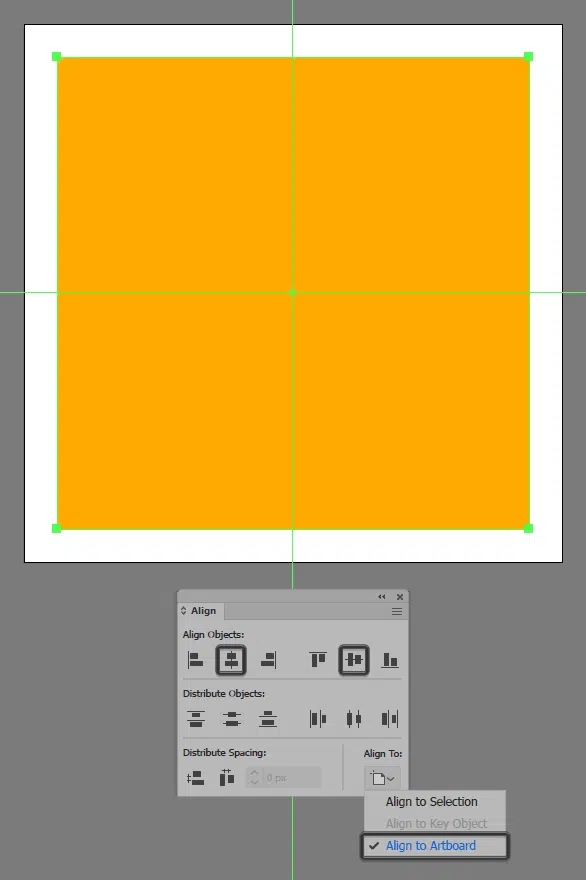 Align
Align Objects:
Distribute Objects:
Distribute Spacing:
Align To:
0 px
Align to Selection
Align to Key Object
Align to Artboard